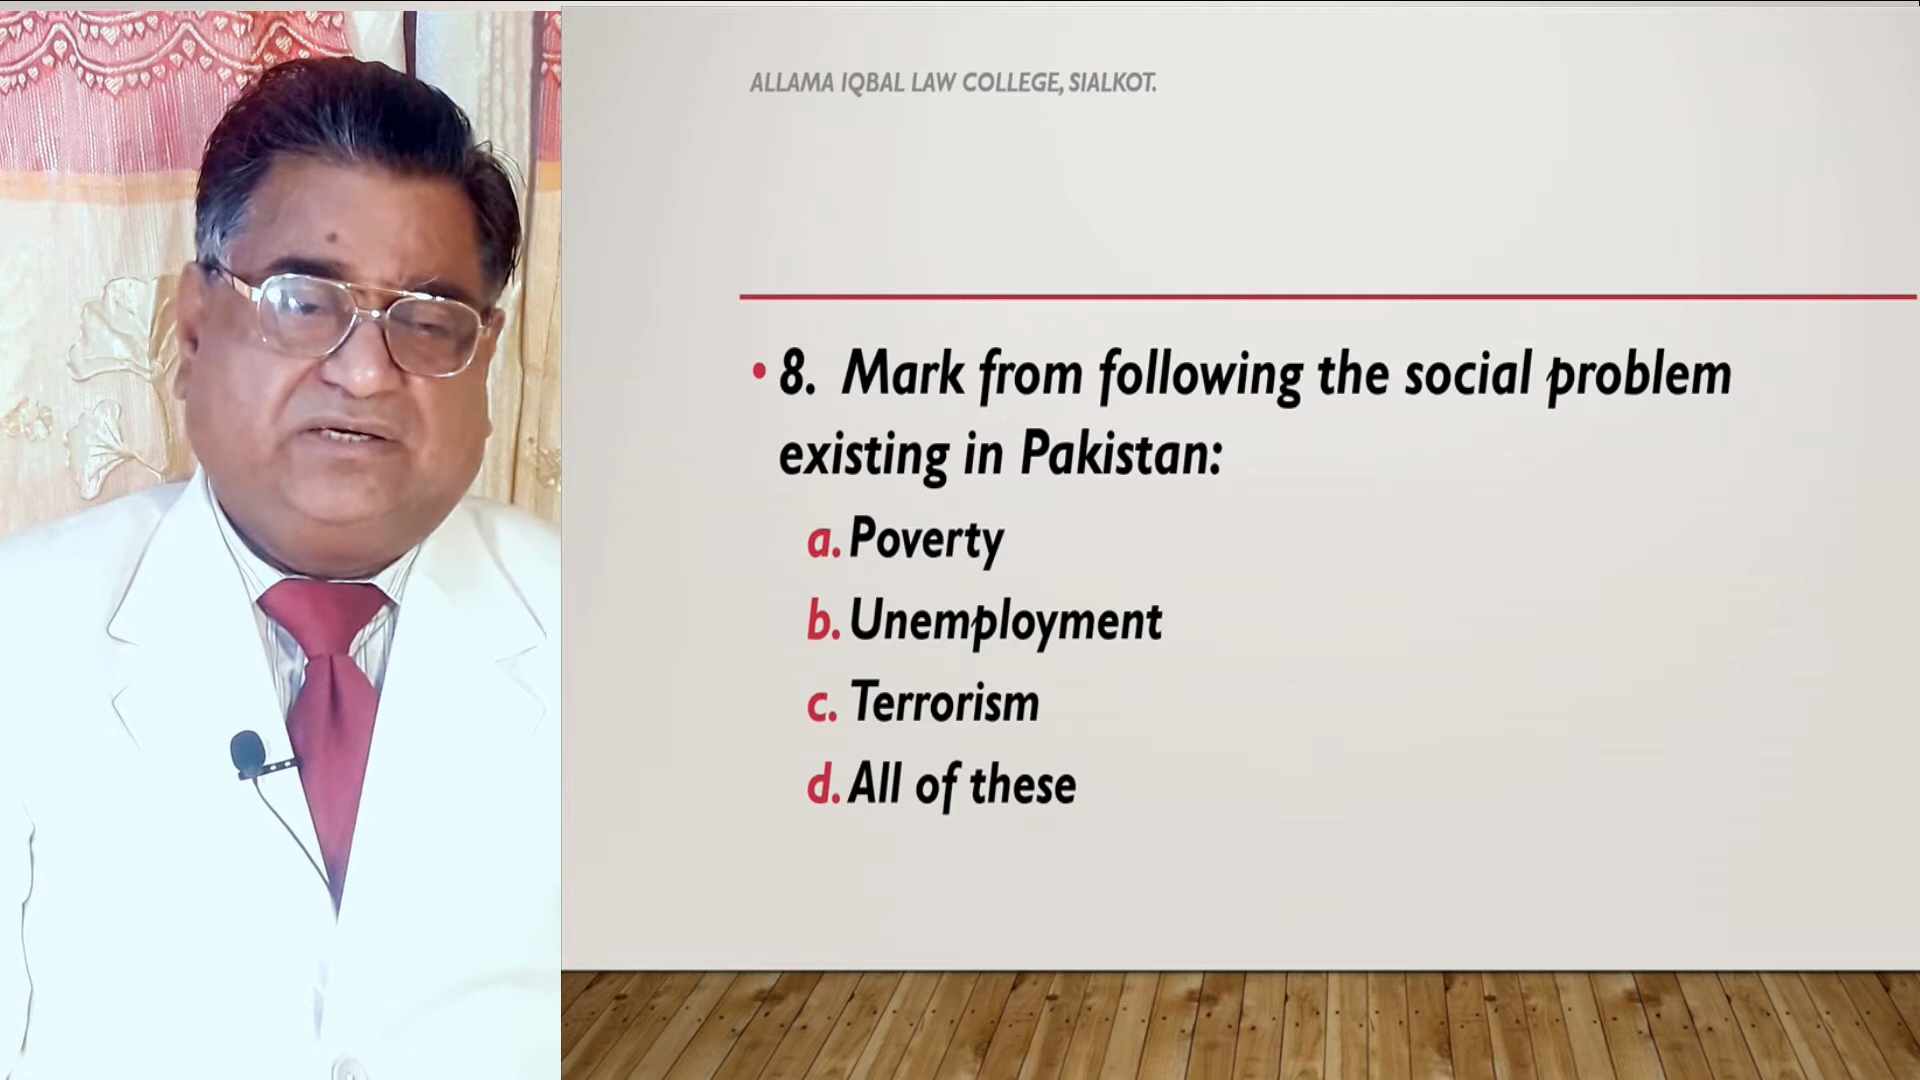 ALLAMA IQBAL LAW COLLEGE, SIALKOT.
• 8. Mark from following the social problem
existing in Pakistan:
a. Poverty
b. Unemployment
c. Terrorism
d. All of these